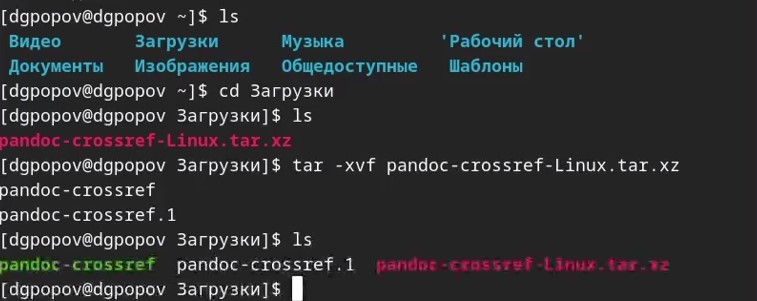 [dgpopov@dgpopov ~]$ ls
Видео Загрузки Музыка 'Рабочий стол'
Документы Изображения Общедоступные Шаблоны
[dgpopov@dgpopov ~]$ cd Загрузки
[dgpopov@dgpopov Загрузки]$ ls
pandoc-crossref-Linux.tar.xz
[dgpopov@dgpopov Загрузки]$ tar -xvf pandoc-crossref-Linux.tar.xz
pandoc-crossref
pandoc-crossref.1
[dgpopov@dgpopov Загрузки]$ ls
pandoc-crossref pandoc-crossref.1 pandoc-crossref-Linux.tar.xz
[dgpopov@dgpopov Загрузки]$